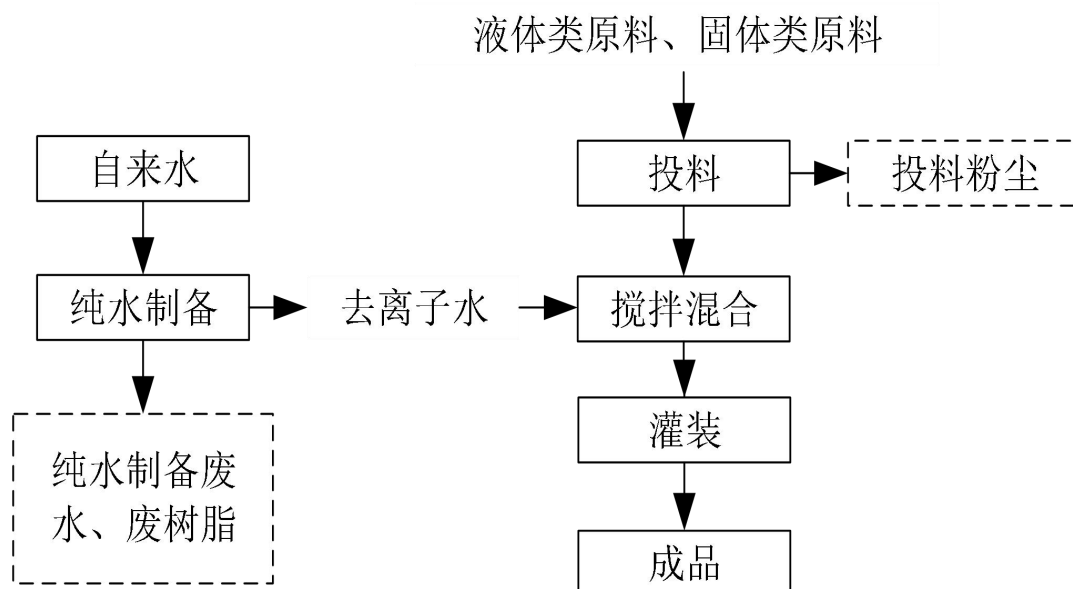 液体类原料、固体类原料
自来水
投料
投料粉尘
纯水制备
去离子水
搅拌混合
纯水制备废
水、废树脂
灌装
成品